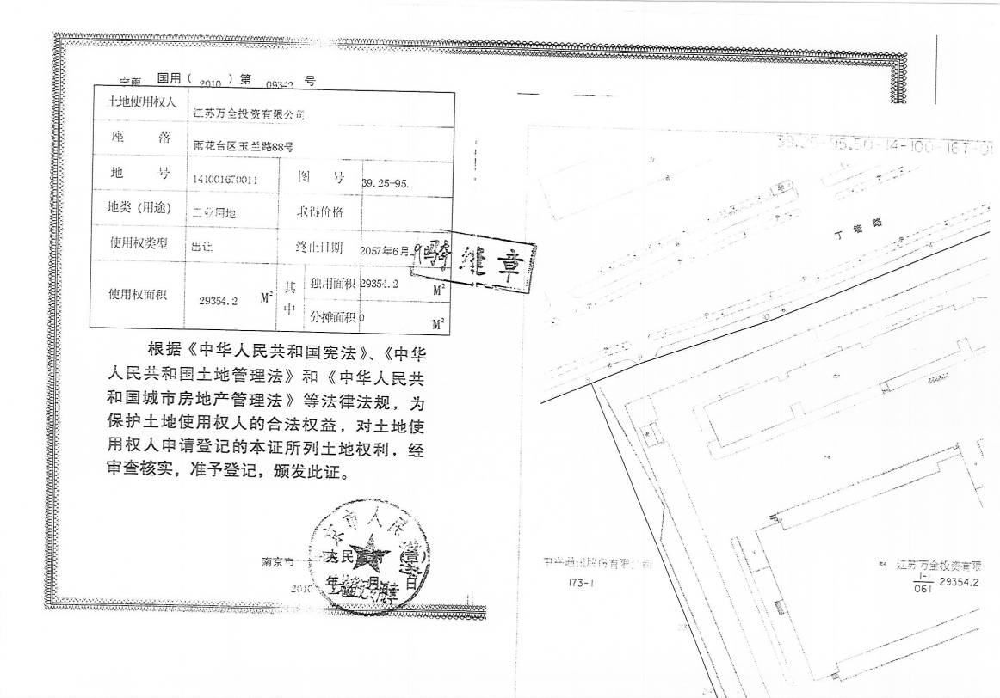 宁雨 国用( 2010 )第 09342 号
土地使用权人 江苏万全投资有限公司
座 落 雨花台区玉兰路88号
地 号 141001670011 图 号 39.25-95.
地类（用途） 工业用地 取得价格
使用权类型 出让 终止日期 2057年6月
使用权面积 29354.2 M² 其中 独用面积 29354.2 M²
分摊面积 0 M²
骑缝章
根据《中华人民共和国宪法》、《中华
人民共和国土地管理法》和《中华人民共
和国城市房地产管理法》等法律法规，为
保护土地使用权人的合法权益，对土地使
用权人申请登记的本证所列土地权利，经
审查核实，准予登记，颁发此证。
南京市 人民 府（章）
2010 年 月 日
39.25-95.50-14-100-167-01
丁墙路
中兴通讯股份有限公司
173-1
江苏万全投资有限
1-1
061 29354.2